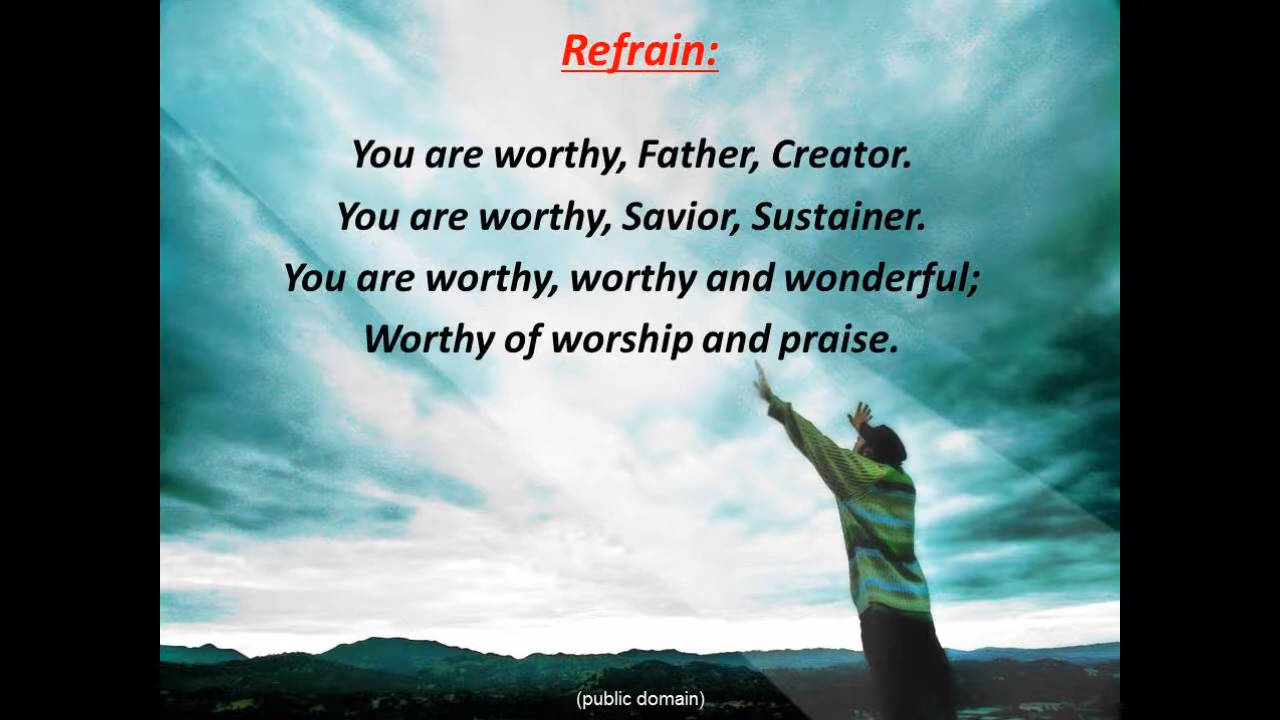 Refrain:
You are worthy, Father, Creator.
You are worthy, Savior, Sustainer.
You are worthy, worthy and wonderful;
Worthy of worship and praise.
(public domain)